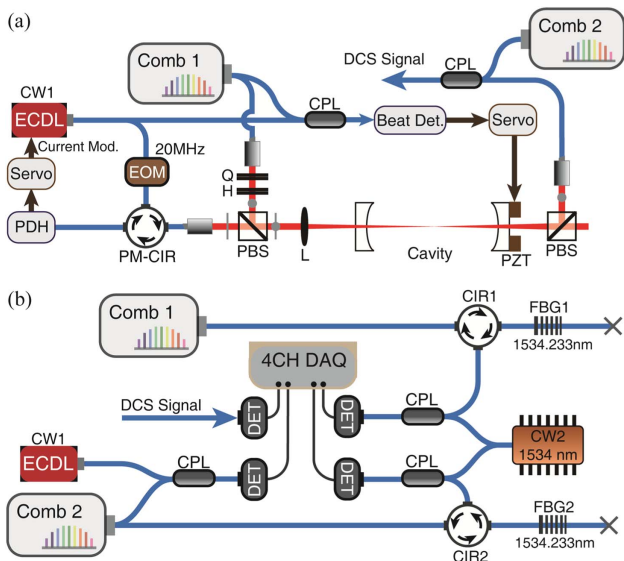 (a)
Comb 1
Comb 2
DCS Signal
CPL
CW1
ECDL
CPL
Beat Det.
Servo
Current Mod.
20MHz
Servo
EOM
Q
H
PDH
PM-CIR
PBS
L
Cavity
PZT
PBS
(b)
Comb 1
CIR1
FBG1
1534.233nm
4CH DAQ
DCS Signal
DET
DET
CPL
CW1
ECDL
CPL
DET
DET
CPL
CW2
1534 nm
Comb 2
CIR2
FBG2
1534.233nm